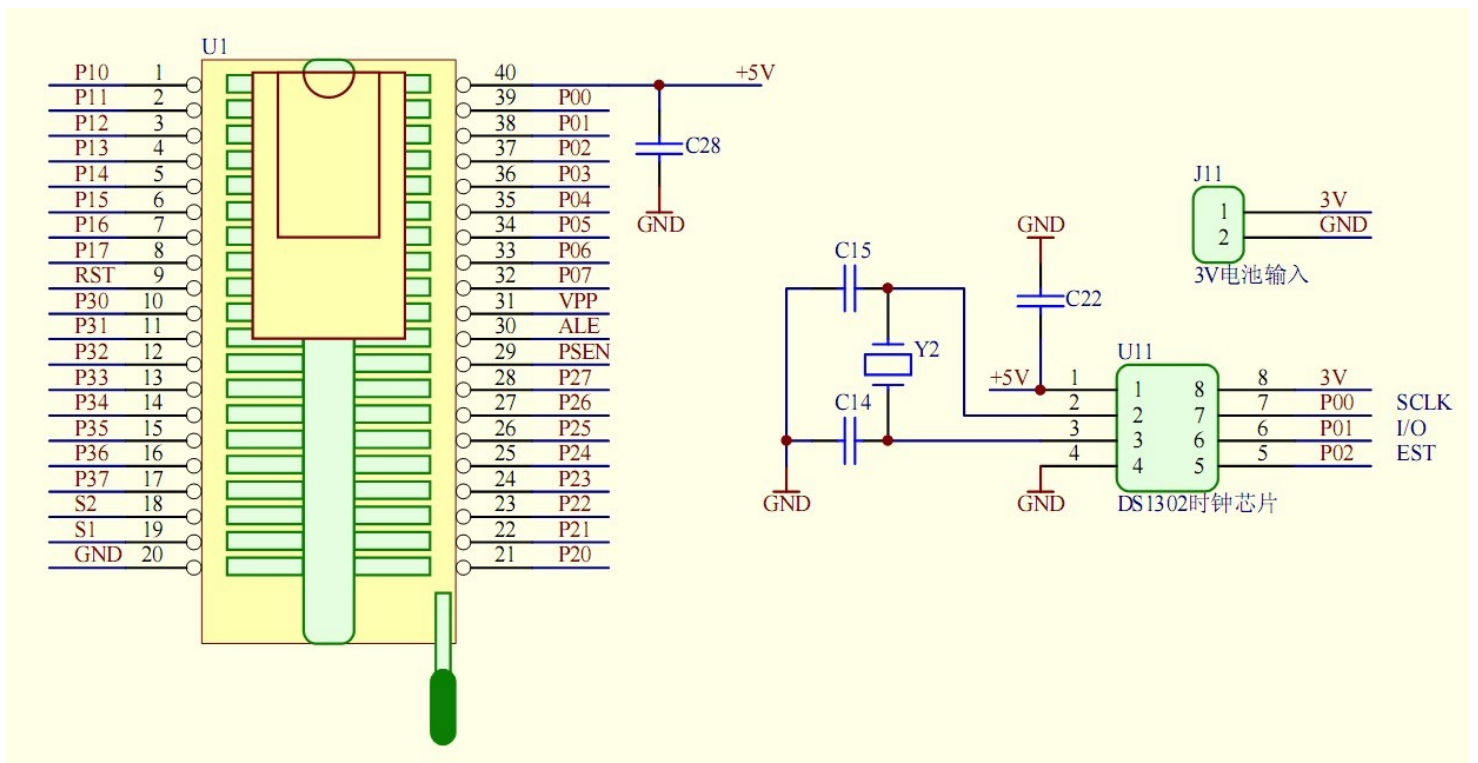 U1
P10 1 40 +5V
P11 2 39 P00
P12 3 38 P01
P13 4 37 P02
P14 5 36 P03
P15 6 35 P04
P16 7 34 P05
P17 8 33 P06
RST 9 32 P07
P30 10 31 VPP
P31 11 30 ALE
P32 12 29 PSEN
P33 13 28 P27
P34 14 27 P26
P35 15 26 P25
P36 16 25 P24
P37 17 24 P23
S2 18 23 P22
S1 19 22 P21
GND 20 21 P20
C28
GND
J11
1 3V
2 GND
3V电池输入
GND
C22
C15
Y2
C14
GND
U11
+5V 1 1 8 8 3V
2 2 7 7 P00 SCLK
3 3 6 6 P01 I/O
4 4 5 5 P02 EST
GND
DS1302时钟芯片